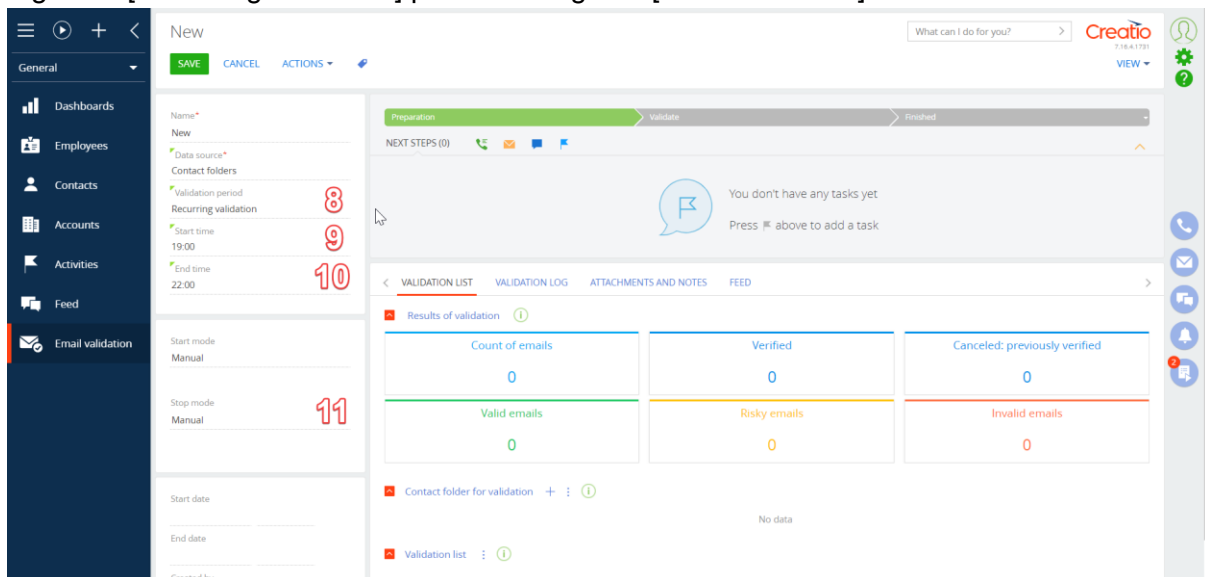 New
What can I do for you?
Creatio
7.16.4.1731
General
SAVE CANCEL ACTIONS
VIEW
Dashboards
Employees
Contacts
Accounts
Activities
Feed
Email validation
Name*
New
Data source*
Contact folders
Validation period
Recurring validation
8
Start time
19:00
9
End time
22:00
10
Start mode
Manual
Stop mode
Manual
11
Start date
End date
Preparation Validate Finished
NEXT STEPS (0)
You don't have any tasks yet
Press above to add a task
VALIDATION LIST VALIDATION LOG ATTACHMENTS AND NOTES FEED
Results of validation
Count of emails Verified Canceled: previously verified
0 0 0
Valid emails Risky emails Invalid emails
0 0 0
Contact folder for validation
No data
Validation list
2